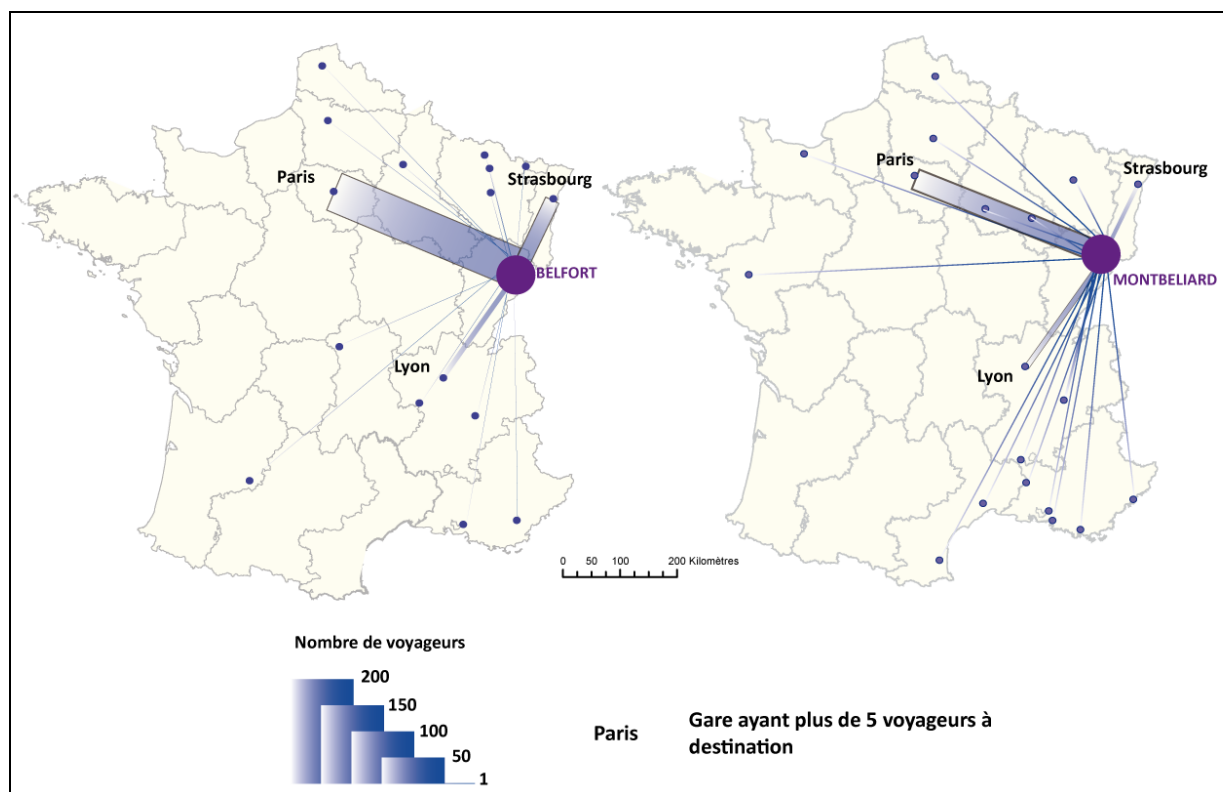 Paris
Strasbourg
BELFORT
Lyon
Paris
Strasbourg
MONTBELIARD
Lyon
0 50 100 200 Kilomètres
Nombre de voyageurs
200
150
100
50
1
Paris
Gare ayant plus de 5 voyageurs à
destination